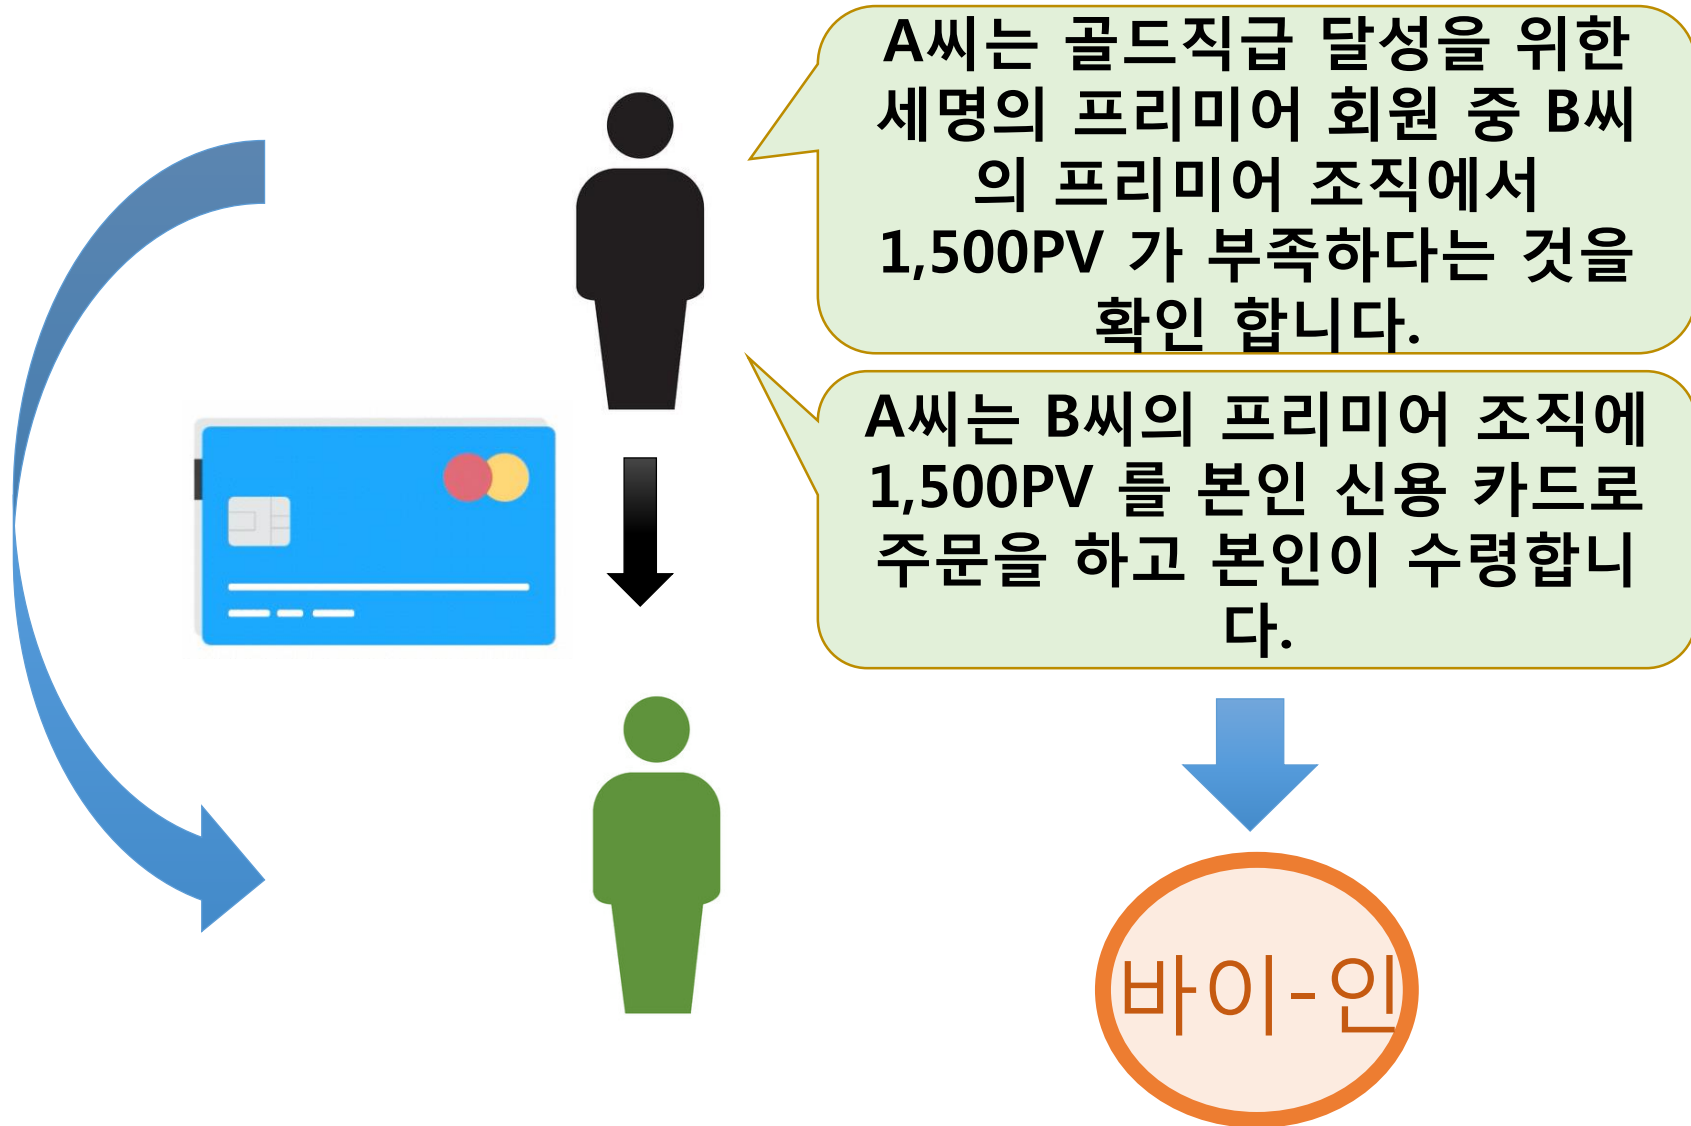 A씨는 골드직급 달성을 위한
세명의 프리미어 회원 중 B씨
의 프리미어 조직에서
1,500PV 가 부족하다는 것을
확인 합니다.
A씨는 B씨의 프리미어 조직에
1,500PV 를 본인 신용 카드로
주문을 하고 본인이 수령합니
다.
바이-인